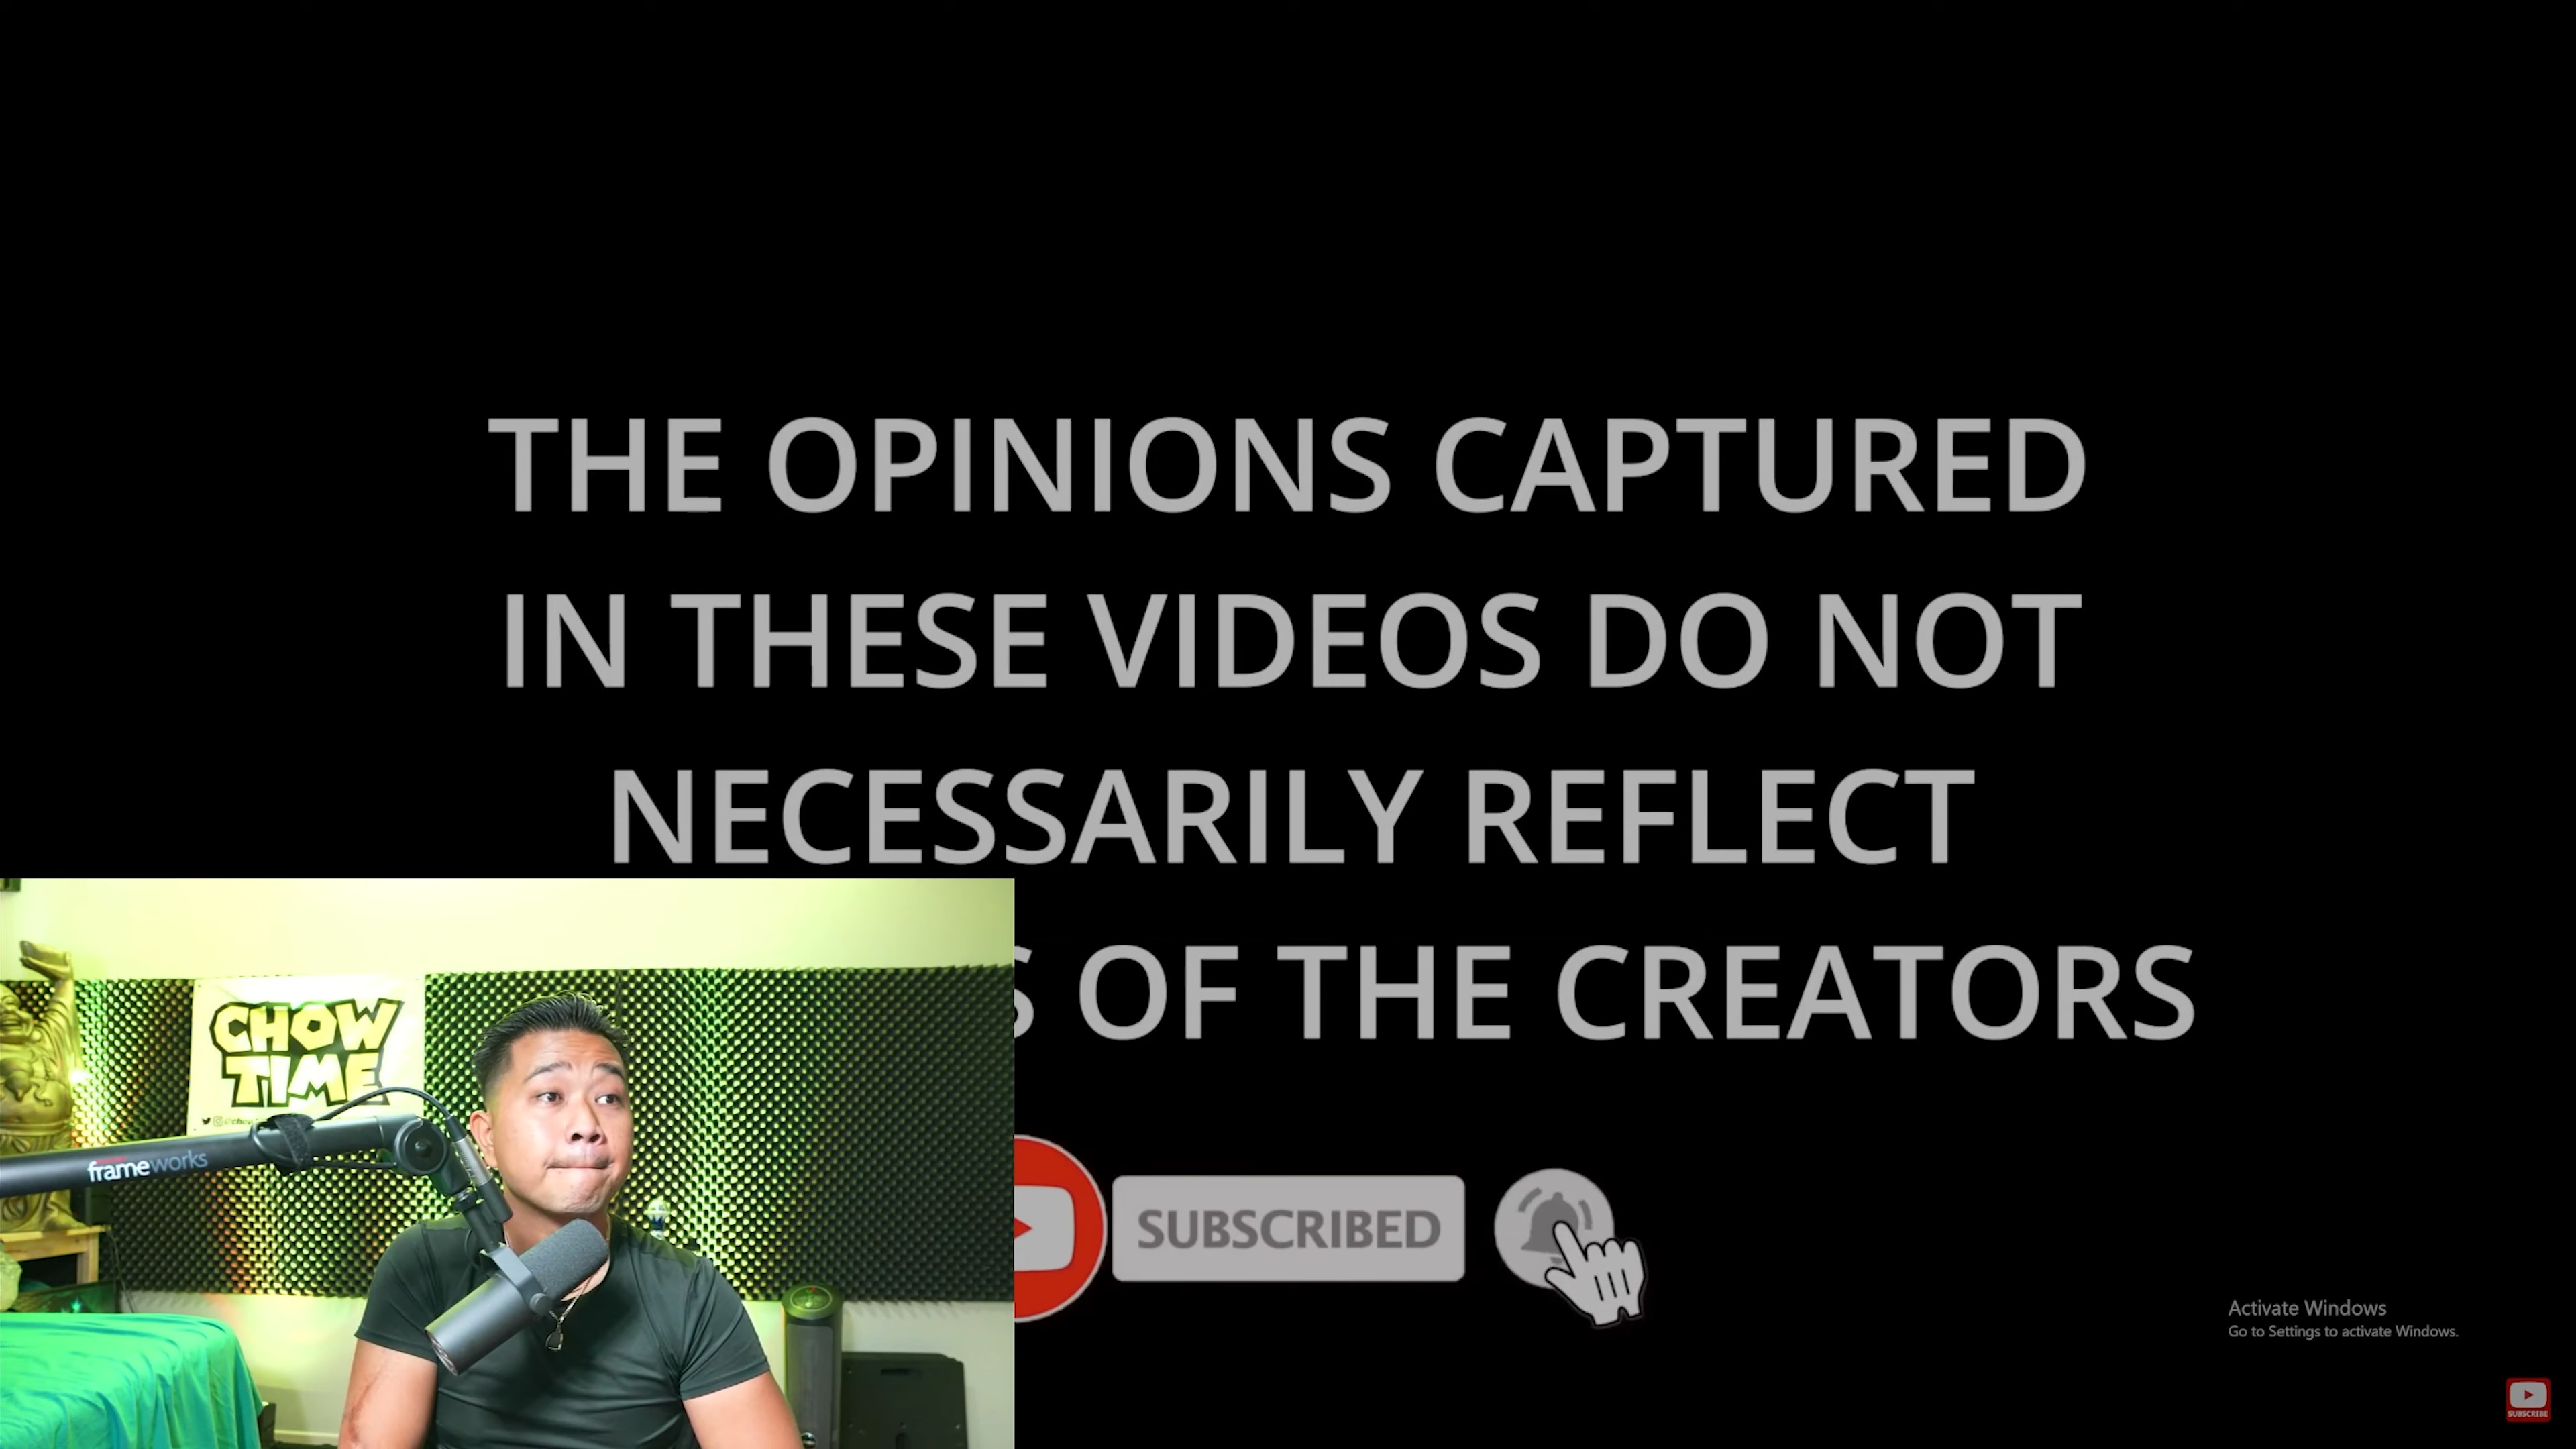 THE OPINIONS CAPTURED
IN THESE VIDEOS DO NOT
NECESSARILY REFLECT
S OF THE CREATORS
CHOW
TIME
frameworks
SUBSCRIBED
Activate Windows
Go to Settings to activate Windows.
SUBSCRIBE